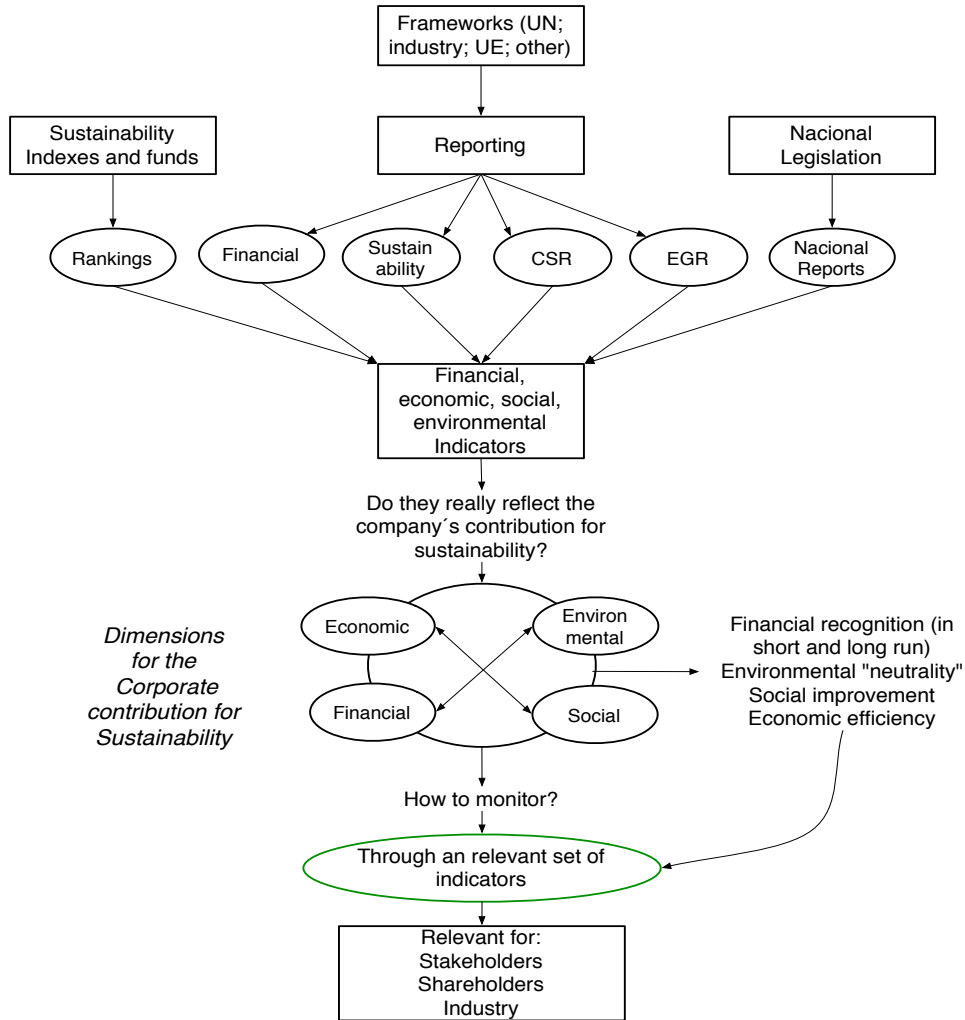 Frameworks (UN;
industry; UE; other)
Sustainability
Indexes and funds
Reporting
Nacional
Legislation
Rankings
Financial
Sustain
ability
CSR
EGR
Nacional
Reports
Financial,
economic, social,
environmental
Indicators
Do they really reflect the
company´s contribution for
sustainability?
Dimensions
for the
Corporate
contribution for
Sustainability
Economic
Environ
mental
Financial
Social
Financial recognition (in
short and long run)
Environmental "neutrality"
Social improvement
Economic efficiency
How to monitor?
Through an relevant set of
indicators
Relevant for:
Stakeholders
Shareholders
Industry